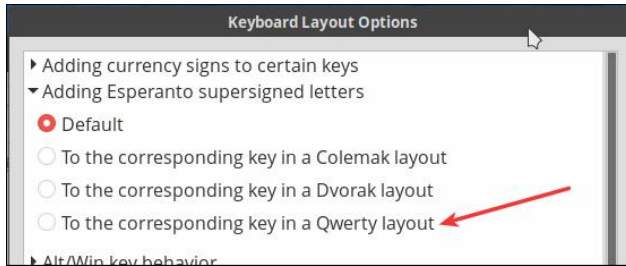 Keyboard Layout Options
Adding currency signs to certain keys
Adding Esperanto supersigned letters
Default
To the corresponding key in a Colemak layout
To the corresponding key in a Dvorak layout
To the corresponding key in a Qwerty layout
Alt/Win key behavior